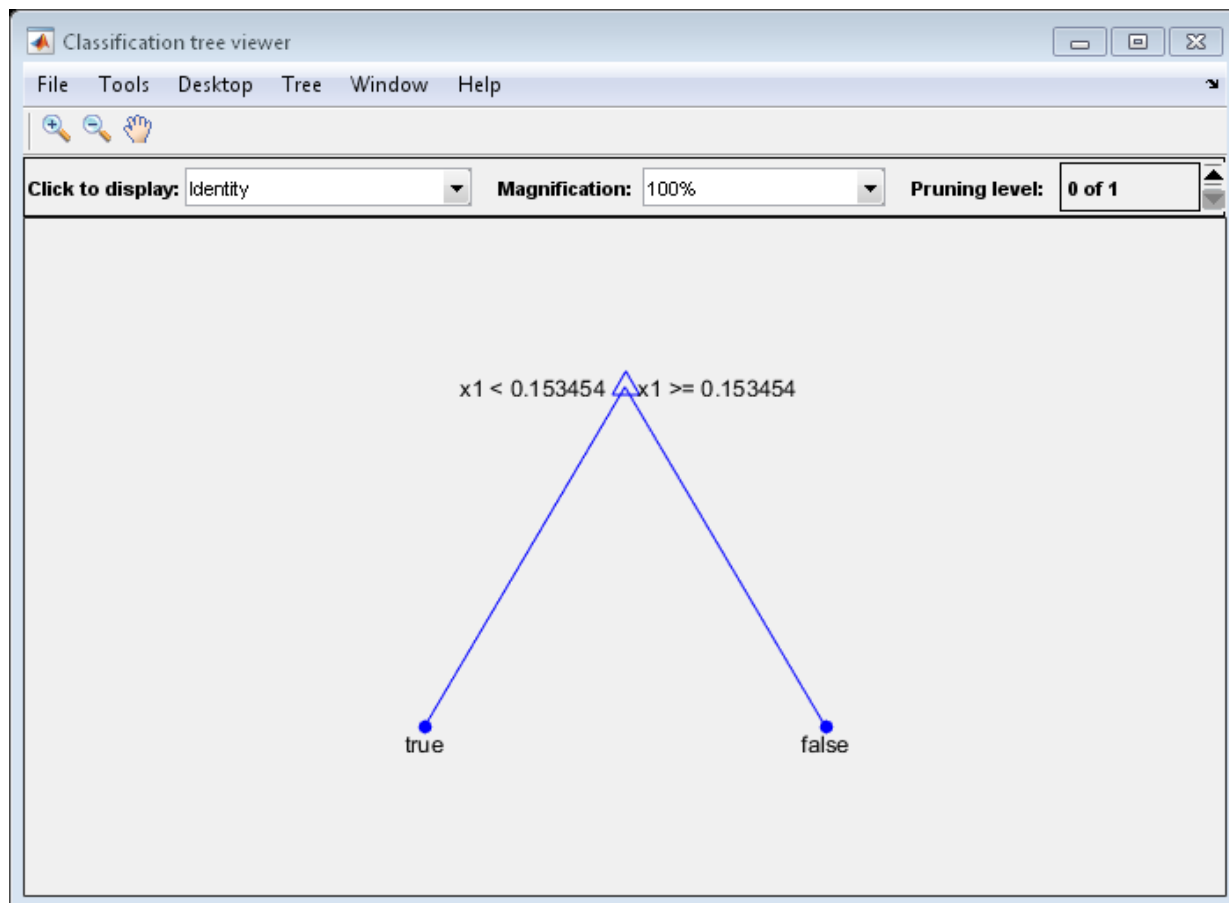 Classification tree viewer
File Tools Desktop Tree Window Help
Click to display: Identity Magnification: 100% Pruning level: 0 of 1
x1 < 0.153454 x1 >= 0.153454
true false